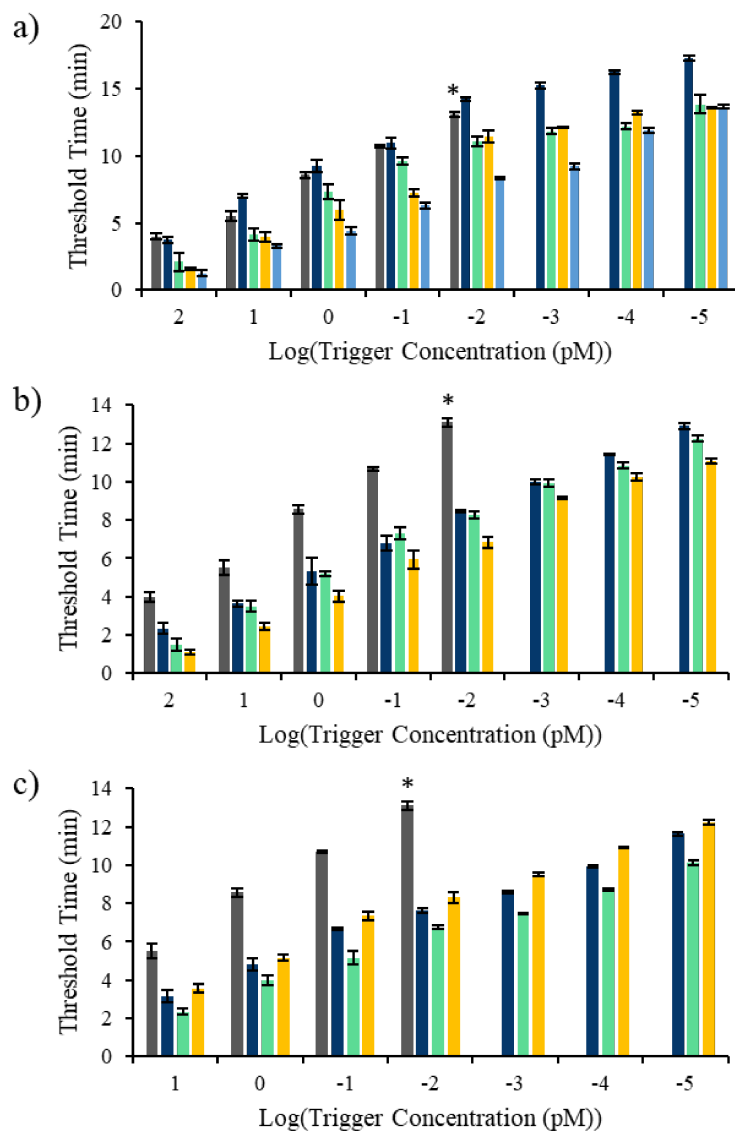 a)
Threshold Time (min)
20
15
10
5
0
*
2 1 0 -1 -2 -3 -4 -5
Log(Trigger Concentration (pM))
b)
Threshold Time (min)
14
12
10
8
6
4
2
0
*
2 1 0 -1 -2 -3 -4 -5
Log(Trigger Concentration (pM))
c)
Threshold Time (min)
14
12
10
8
6
4
2
0
*
1 0 -1 -2 -3 -4 -5
Log(Trigger Concentration (pM))